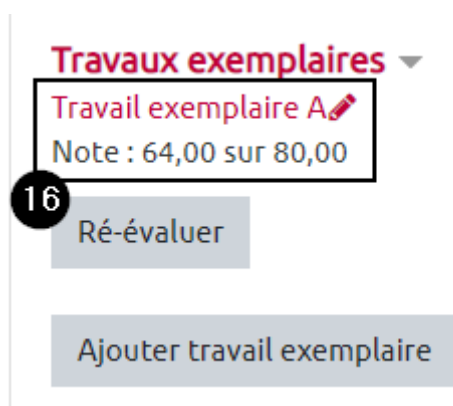 Travaux exemplaires
Travail exemplaire A
Note : 64,00 sur 80,00
16
Ré-évaluer
Ajouter travail exemplaire